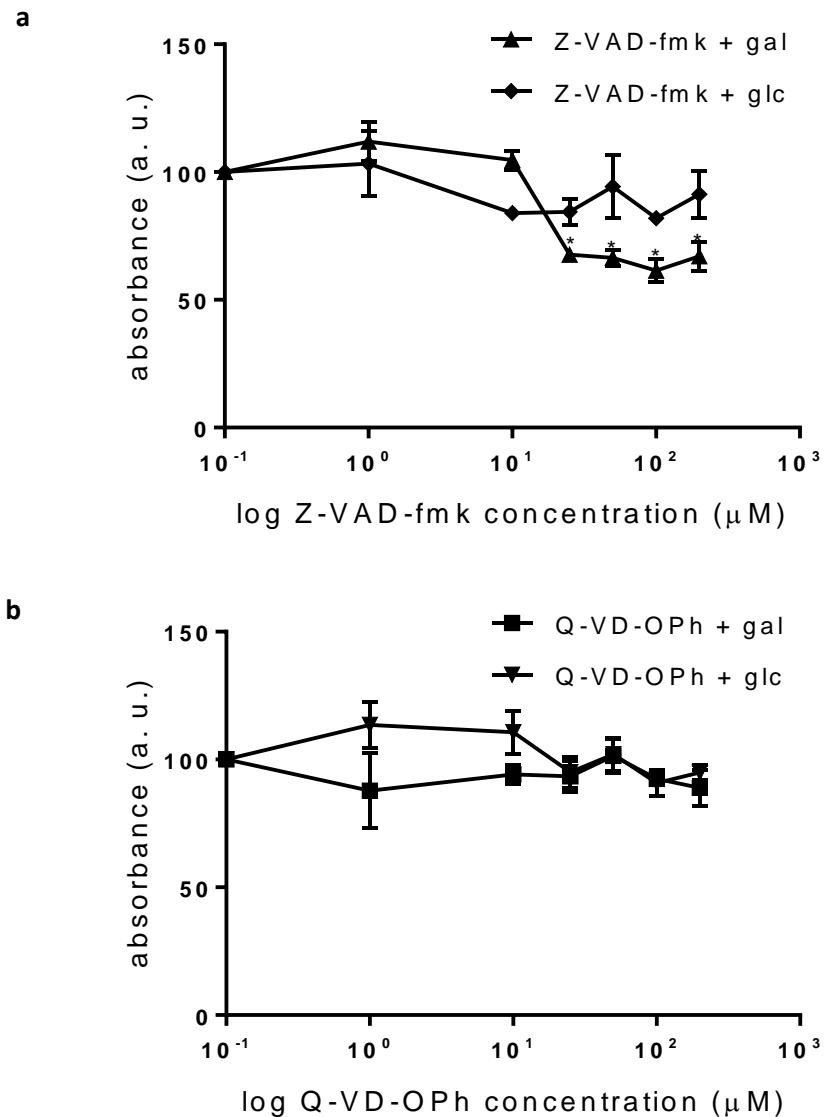 a
150
Z-VAD-fmk + gal
Z-VAD-fmk + glc
100
absorbance (a. u.)
* * * *
50
0
10⁻¹ 10⁰ 10¹ 10² 10³
log Z-VAD-fmk concentration (μM)
b
150
Q-VD-OPh + gal
Q-VD-OPh + glc
100
absorbance (a. u.)
50
0
10⁻¹ 10⁰ 10¹ 10² 10³
log Q-VD-OPh concentration (μM)